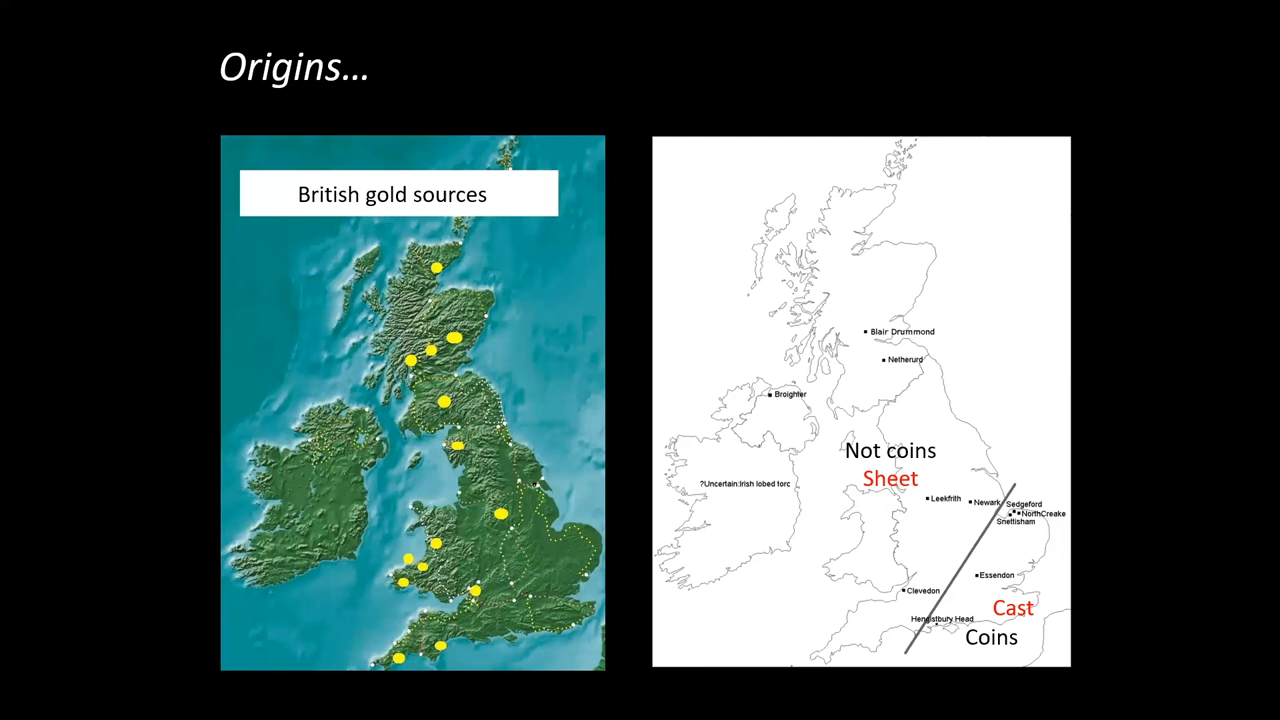 Origins...
British gold sources
Blair Drummond
Netherurd
Broighter
Not coins
Sheet
?Uncertain:Irish lobed torc
Leekfrith
Newark
Sedgeford
NorthCreake
Snettisham
Essendon
Clevedon
Cast
Hengistbury Head
Coins